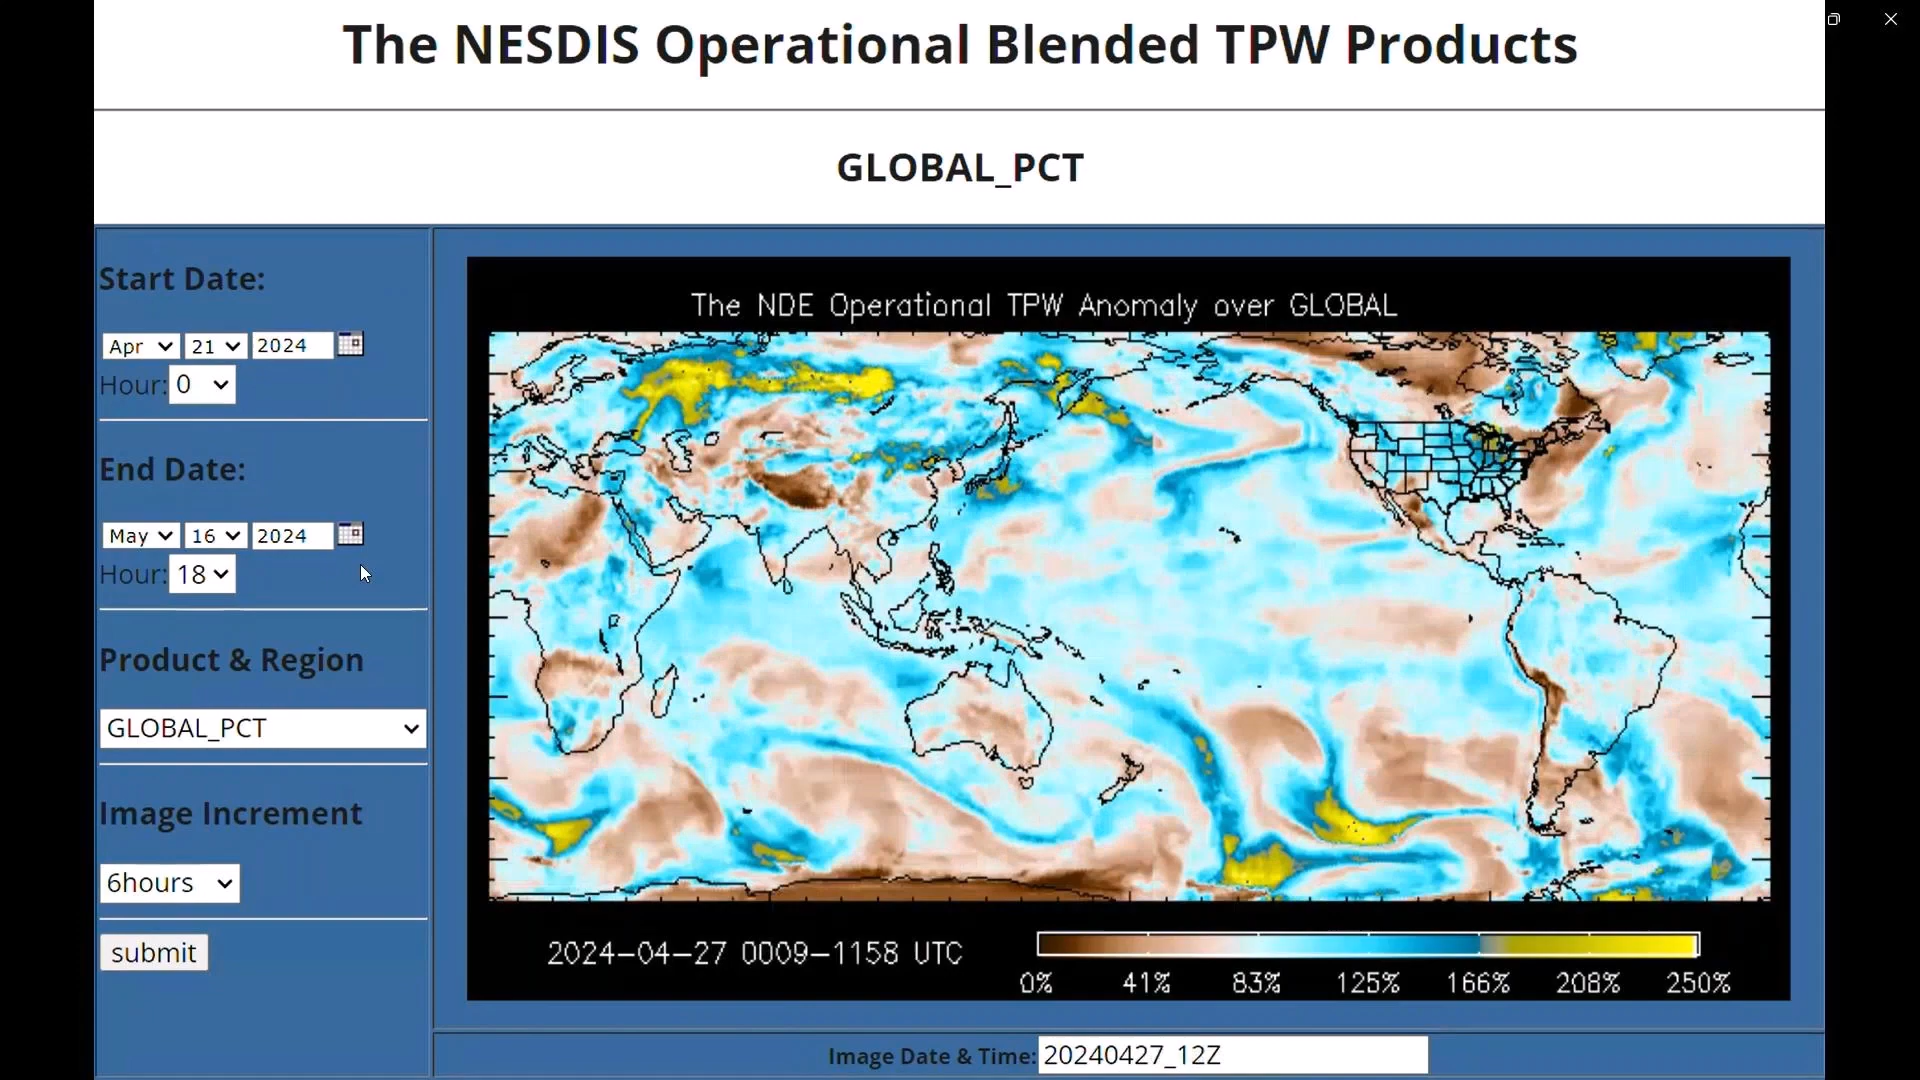 The NESDIS Operational Blended TPW Products
GLOBAL_PCT
Start Date:
Apr 21 2024
Hour: 0
End Date:
May 16 2024
Hour: 18
Product & Region
GLOBAL_PCT
Image Increment
6hours
submit
The NDE Operational TPW Anomaly over GLOBAL
2024-04-27 0009-1158 UTC
0% 41% 83% 125% 166% 208% 250%
Image Date & Time: 20240427_12Z